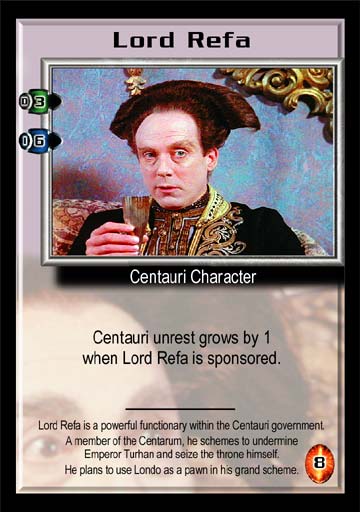 Lord Refa
3
6
Centauri Character
Centauri unrest grows by 1
when Lord Refa is sponsored.
Lord Refa is a powerful functionary within the Centauri government.
A member of the Centarum, he schemes to undermine
Emperor Turhan and seize the throne himself.
He plans to use Londo as a pawn in his grand scheme.
8